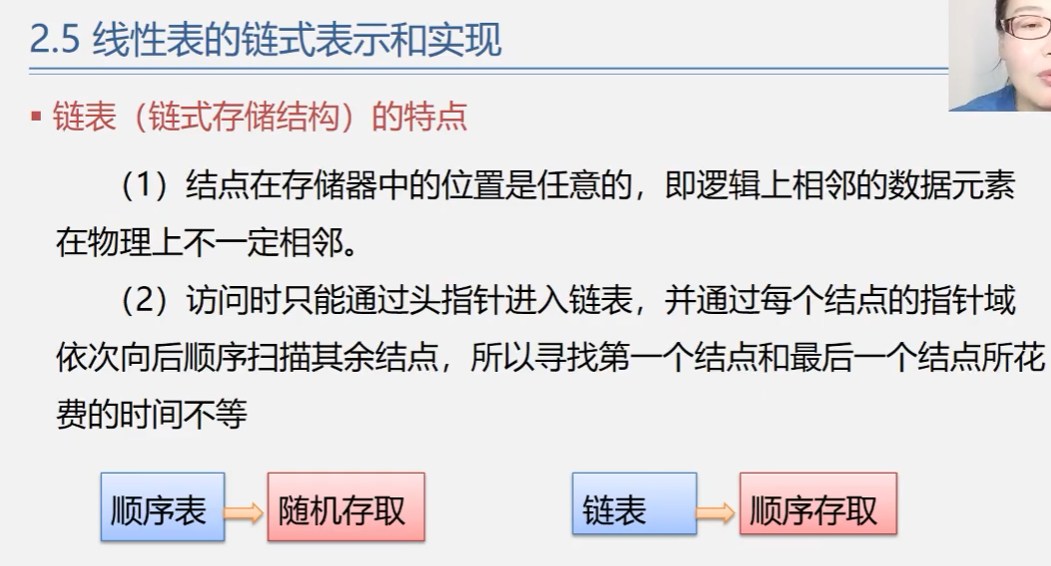 2.5 线性表的链式表示和实现
▪ 链表（链式存储结构）的特点
（1）结点在存储器中的位置是任意的，即逻辑上相邻的数据元素
在物理上不一定相邻。
（2）访问时只能通过头指针进入链表，并通过每个结点的指针域
依次向后顺序扫描其余结点，所以寻找第一个结点和最后一个结点所花
费的时间不等
顺序表 随机存取 链表 顺序存取